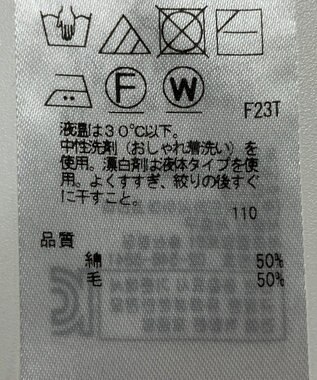 F W
F23T
液温は30℃以下。
中性洗剤（おしゃれ着洗い）を
使用。漂白剤は液体タイプを使
用。よくすすぎ、絞りの後すぐ
に干すこと。
110
品質
綿 50%
毛 50%